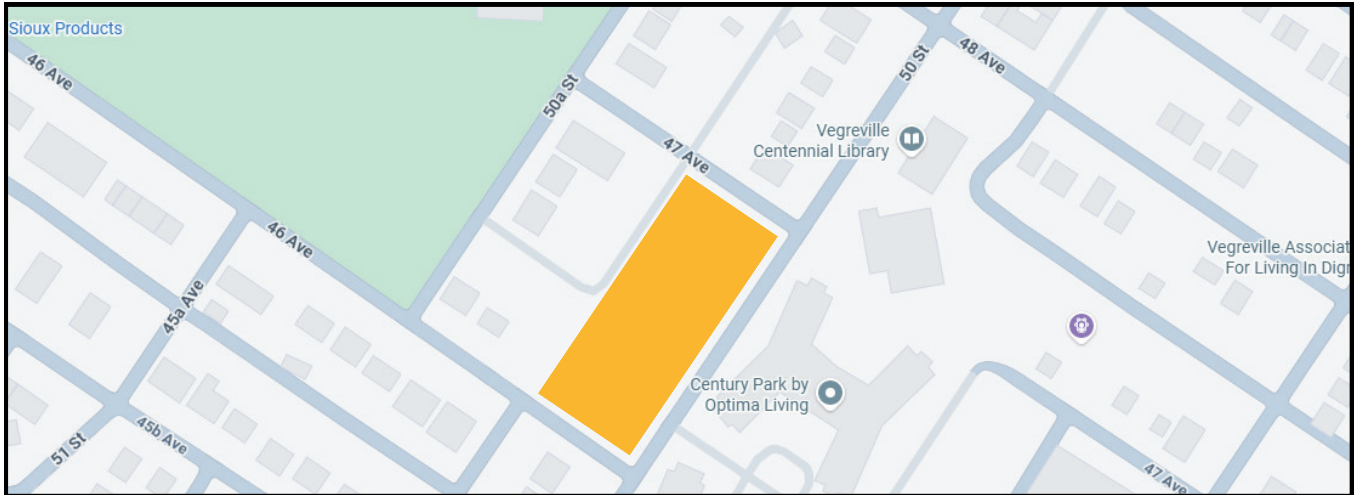 Sioux Products
46 Ave
50a St
50 St
48 Ave
Vegreville
Centennial Library
47 Ave
46 Ave
Vegreville Associat
For Living In Digr
45a Ave
Century Park by
Optima Living
45b Ave
51 St
47 Ave